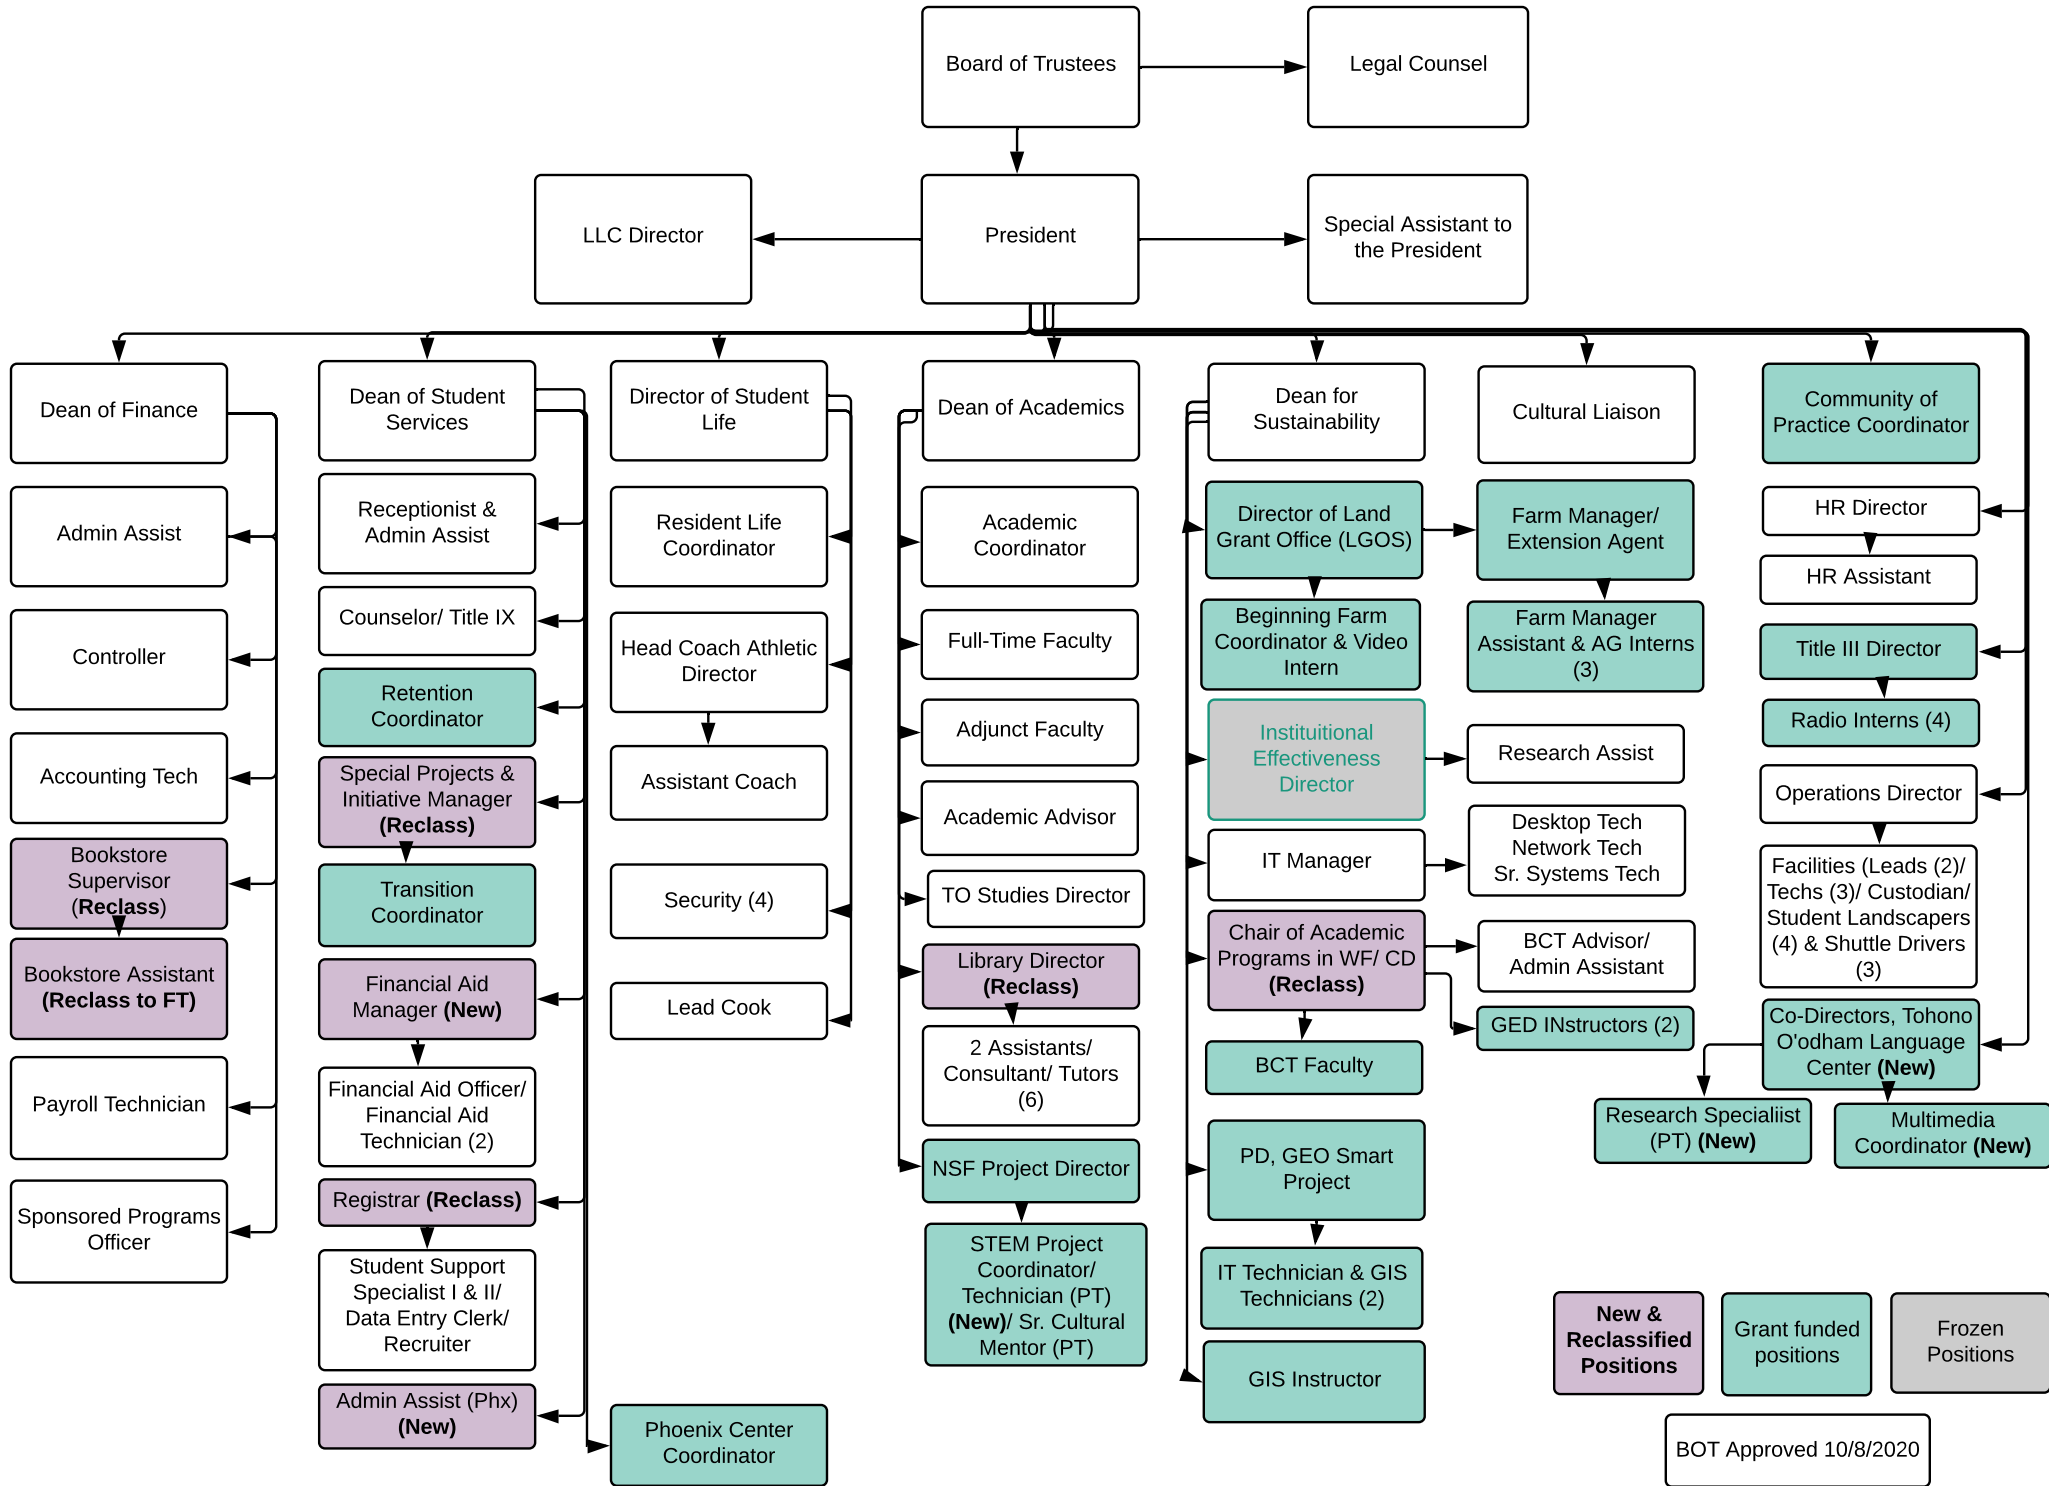 Board of Trustees
Legal Counsel
LLC Director
President
Special Assistant to
the President
Dean of Finance
Admin Assist
Controller
Accounting Tech
Bookstore
Supervisor
(Reclass)
Bookstore Assistant
(Reclass to FT)
Payroll Technician
Sponsored Programs
Officer
Dean of Student
Services
Receptionist &
Admin Assist
Counselor/ Title IX
Retention
Coordinator
Special Projects &
Initiative Manager
(Reclass)
Transition
Coordinator
Financial Aid
Manager (New)
Financial Aid Officer/
Financial Aid
Technician (2)
Registrar (Reclass)
Student Support
Specialist I & II/
Data Entry Clerk/
Recruiter
Admin Assist (Phx)
(New)
Director of Student
Life
Resident Life
Coordinator
Head Coach Athletic
Director
Assistant Coach
Security (4)
Lead Cook
Phoenix Center
Coordinator
Dean of Academics
Academic
Coordinator
Full-Time Faculty
Adjunct Faculty
Academic Advisor
TO Studies Director
Library Director
(Reclass)
2 Assistants/
Consultant/ Tutors
(6)
NSF Project Director
STEM Project
Coordinator/
Technician (PT)
(New)/ Sr. Cultural
Mentor (PT)
Dean for
Sustainability
Director of Land
Grant Office (LGOS)
Beginning Farm
Coordinator & Video
Intern
Instituitional
Effectiveness
Director
IT Manager
Chair of Academic
Programs in WF/ CD
(Reclass)
BCT Faculty
PD, GEO Smart
Project
IT Technician & GIS
Technicians (2)
GIS Instructor
Cultural Liaison
Farm Manager/
Extension Agent
Farm Manager
Assistant & AG Interns
(3)
Research Assist
Desktop Tech
Network Tech
Sr. Systems Tech
BCT Advisor/
Admin Assistant
GED INstructors (2)
Community of
Practice Coordinator
HR Director
HR Assistant
Title III Director
Radio Interns (4)
Operations Director
Facilities (Leads (2)/
Techs (3)/ Custodian/
Student Landscapers
(4) & Shuttle Drivers
(3)
Co-Directors, Tohono
O'odham Language
Center (New)
Research Specialiist
(PT) (New)
Multimedia
Coordinator (New)
New &
Reclassified
Positions
Grant funded
positions
Frozen
Positions
BOT Approved 10/8/2020